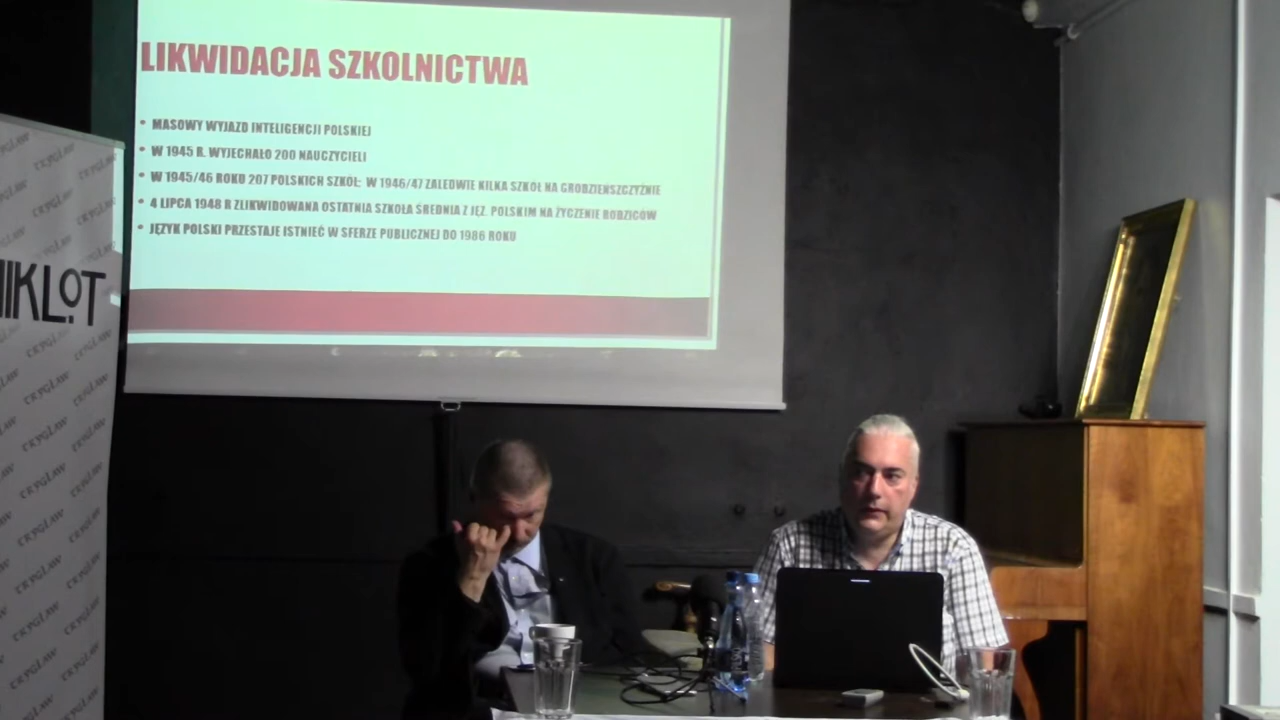 LIKWIDACJA SZKOLNICTWA
• MASOWY WYJAZD INTELIGENCJI POLSKIEJ
• W 1945 R. WYJECHAŁO 200 NAUCZYCIELI
• W 1945/46 ROKU 207 POLSKICH SZKÓŁ; W 1946/47 ZALEDWIE KILKA SZKÓŁ NA GRODZIEŃSZCZYŹNIE
• 4 LIPCA 1948 R ZLIKWIDOWANA OSTATNIA SZKOŁA ŚREDNIA Z JĘZ. POLSKIM NA ŻYCZENIE RODZICÓW
• JĘZYK POLSKI PRZESTAJE ISTNIEĆ W SFERZE PUBLICZNEJ DO 1986 ROKU
NIKLOT
TRYGŁAW